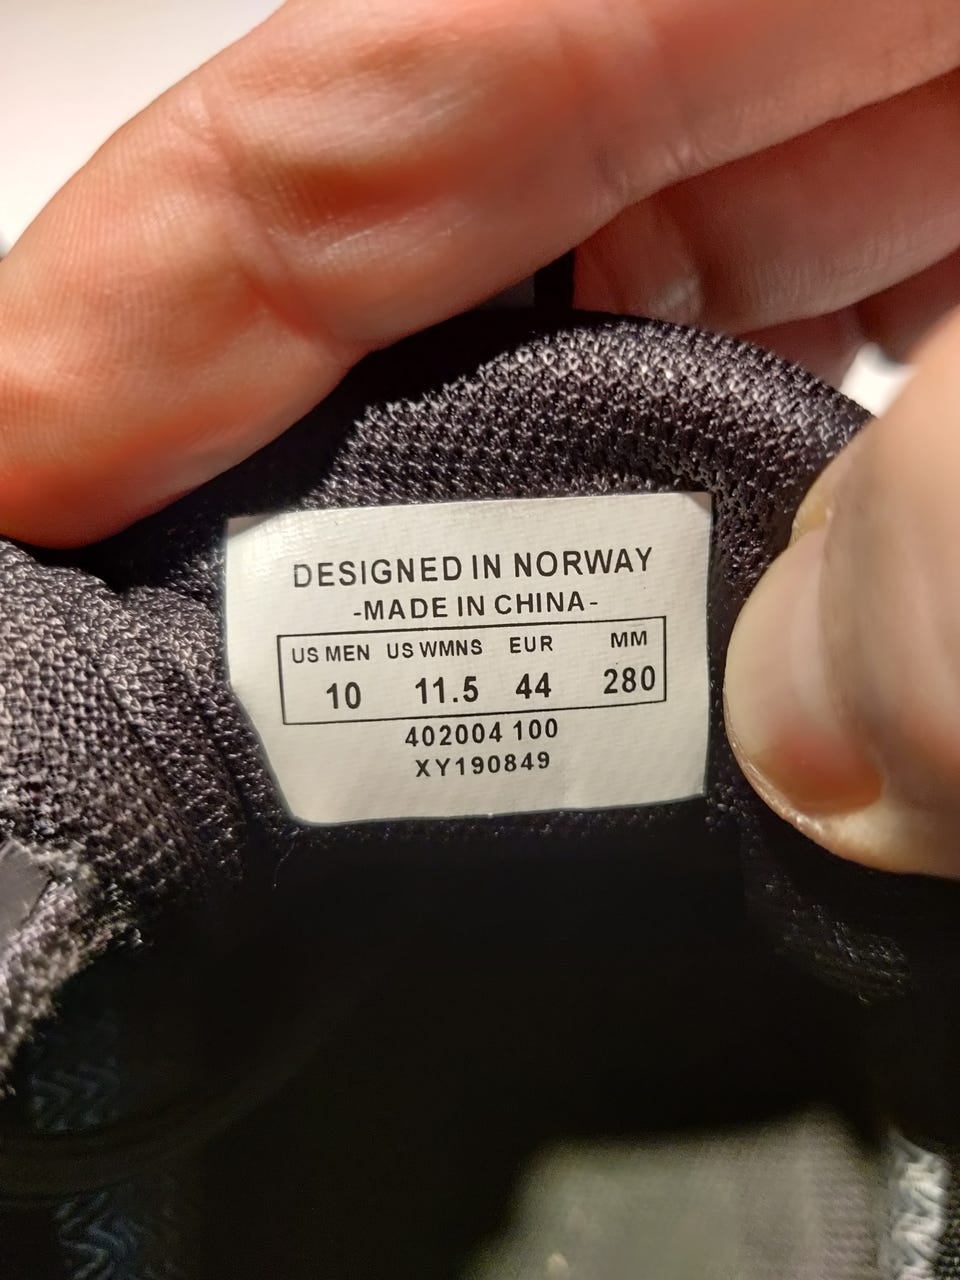 DESIGNED IN NORWAY
-MADE IN CHINA-
US MEN US WMNS EUR MM
10 11.5 44 280
402004 100
XY190849